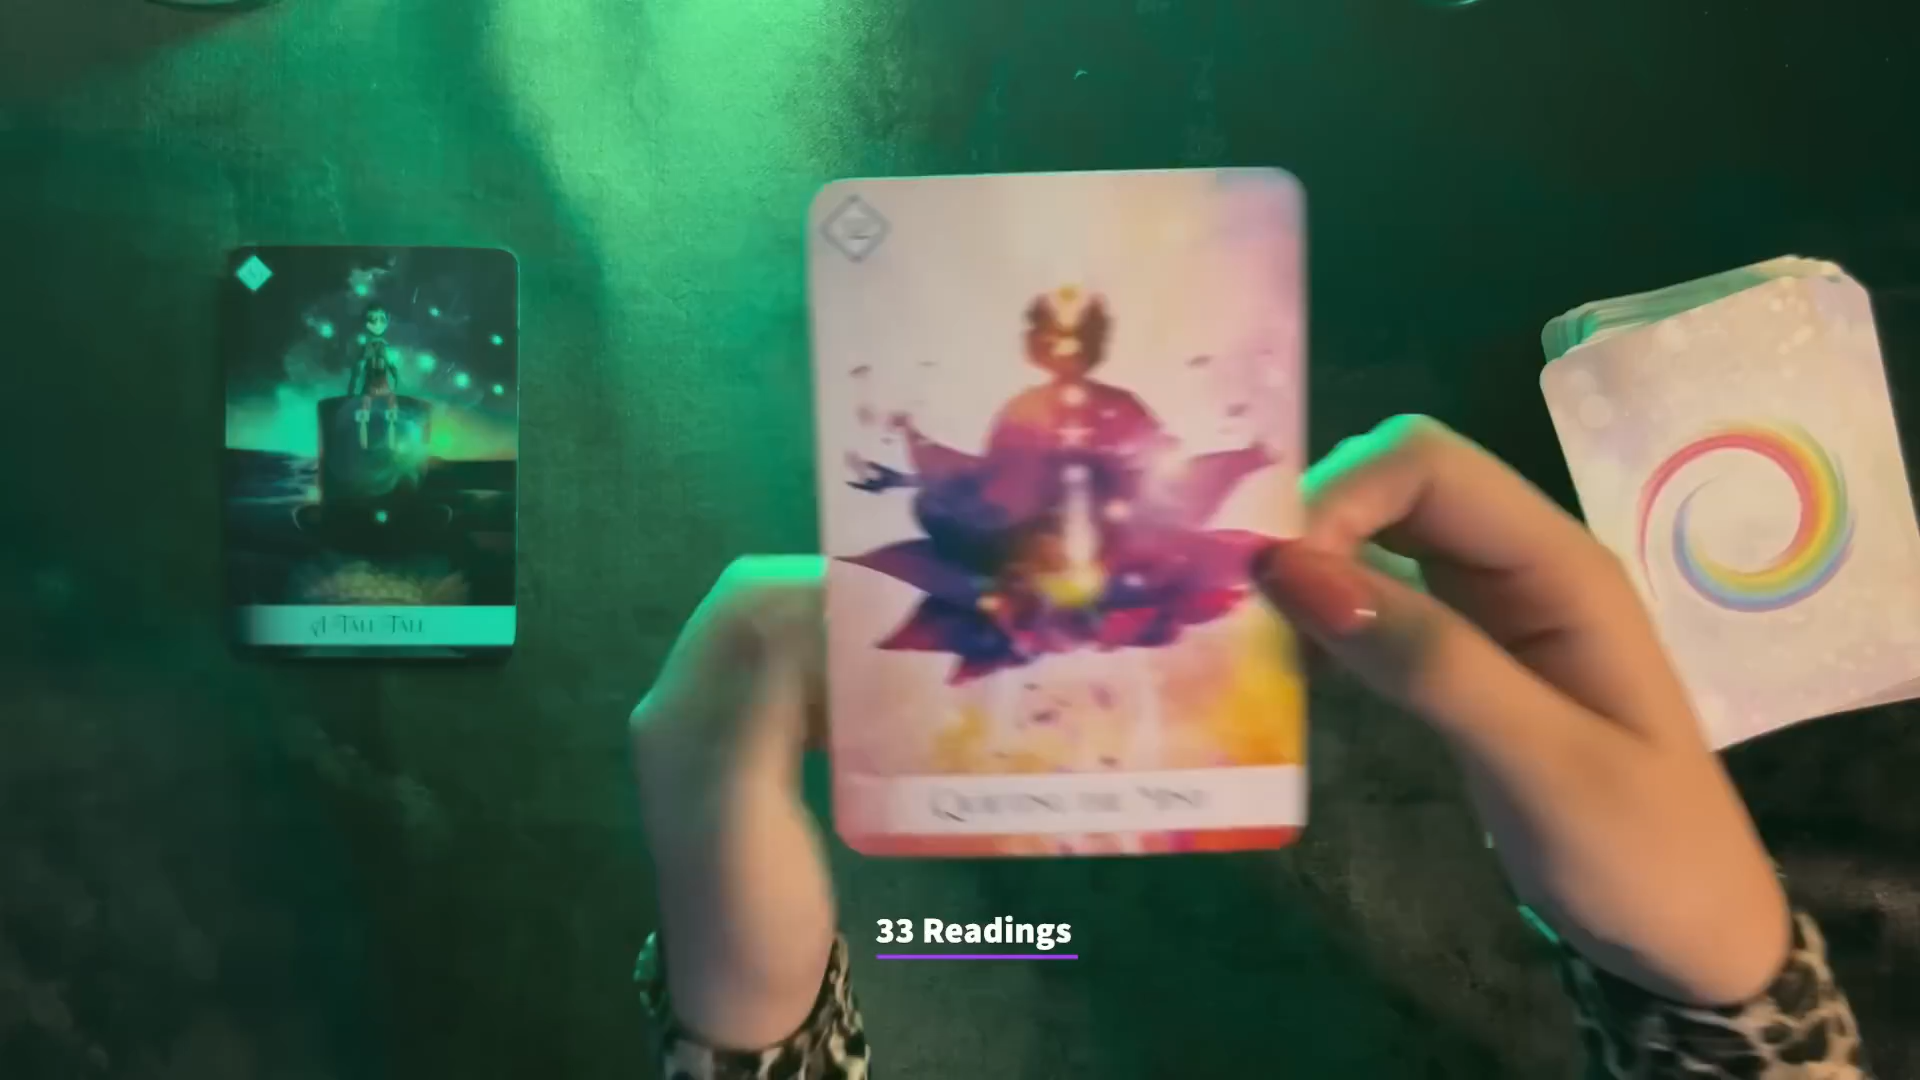 A Tall Tale
Quieting the Mind
33 Readings